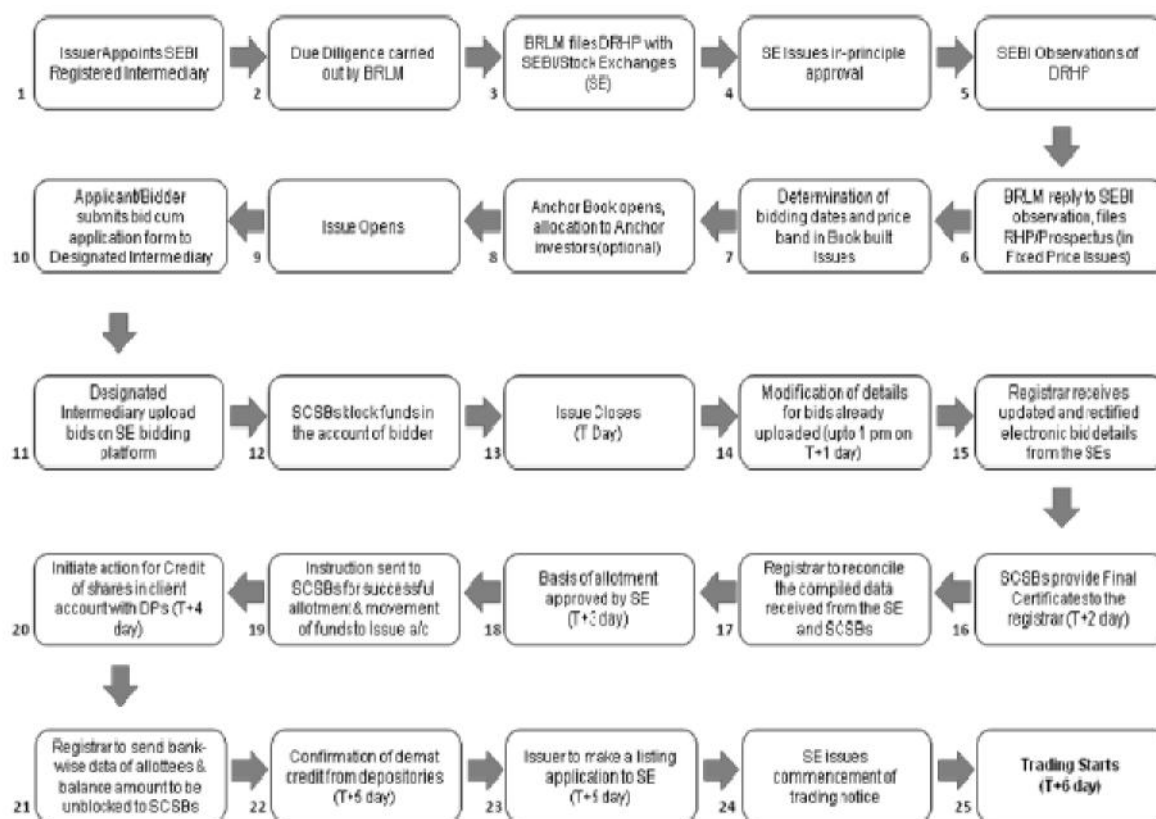 1
Issuer Appoints SEBI
Registered Intermediary
2
Due Diligence carried
out by BRLM
3
BRLM files DRHP with
SEBI/Stock Exchanges
(SE)
4
SE Issues in-principle
approval
5
SEBI Observations of
DRHP
6
BRLM reply to SEBI
observation, files
RHP/Prospectus (in
Fixed Price Issues)
7
Determination of
bidding dates and price
band in Book built
Issues
8
Anchor Book opens,
allocation to Anchor
investors (optional)
9
Issue Opens
10
Applicant/Bidder
submits bid cum
application form to
Designated Intermediary
11
Designated
Intermediary upload
bids on SE bidding
platform
12
SCSBs block funds in
the account of bidder
13
Issue Closes
(T Day)
14
Modification of details
for bids already
uploaded (upto 1 pm on
T+1 day)
15
Registrar receives
updated and rectified
electronic bid details
from the SEs
16
SCSBs provide Final
Certificates to the
registrar (T+2 day)
17
Registrar to reconcile
the compiled data
received from the SE
and SCSBs
18
Basis of allotment
approved by SE
(T+3 day)
19
Instruction sent to
SCSBs for successful
allotment & movement
of funds to Issue a/c
20
Initiate action for Credit
of shares in client
account with DPs (T+4
day)
21
Registrar to send bank-
wise data of allottees &
balance amount to be
unblocked to SCSBs
22
Confirmation of demat
credit from depositories
(T+5 day)
23
Issuer to make a listing
application to SE
(T+5 day)
24
SE issues
commencement of
trading notice
25
Trading Starts
(T+6 day)